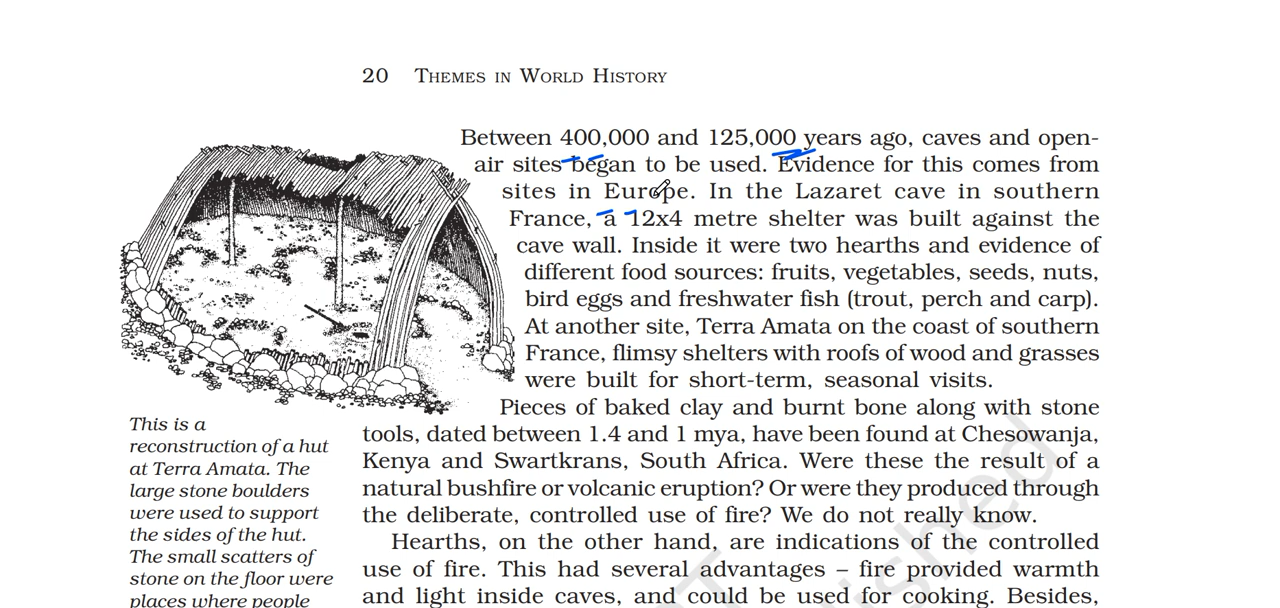 20 THEMES IN WORLD HISTORY
Between 400,000 and 125,000 years ago, caves and open-
air sites began to be used. Evidence for this comes from
sites in Europe. In the Lazaret cave in southern
France, a 12x4 metre shelter was built against the
cave wall. Inside it were two hearths and evidence of
different food sources: fruits, vegetables, seeds, nuts,
bird eggs and freshwater fish (trout, perch and carp).
At another site, Terra Amata on the coast of southern
France, flimsy shelters with roofs of wood and grasses
were built for short-term, seasonal visits.
Pieces of baked clay and burnt bone along with stone
tools, dated between 1.4 and 1 mya, have been found at Chesowanja,
Kenya and Swartkrans, South Africa. Were these the result of a
natural bushfire or volcanic eruption? Or were they produced through
the deliberate, controlled use of fire? We do not really know.
Hearths, on the other hand, are indications of the controlled
use of fire. This had several advantages – fire provided warmth
and light inside caves, and could be used for cooking. Besides,
This is a
reconstruction of a hut
at Terra Amata. The
large stone boulders
were used to support
the sides of the hut.
The small scatters of
stone on the floor were
places where people